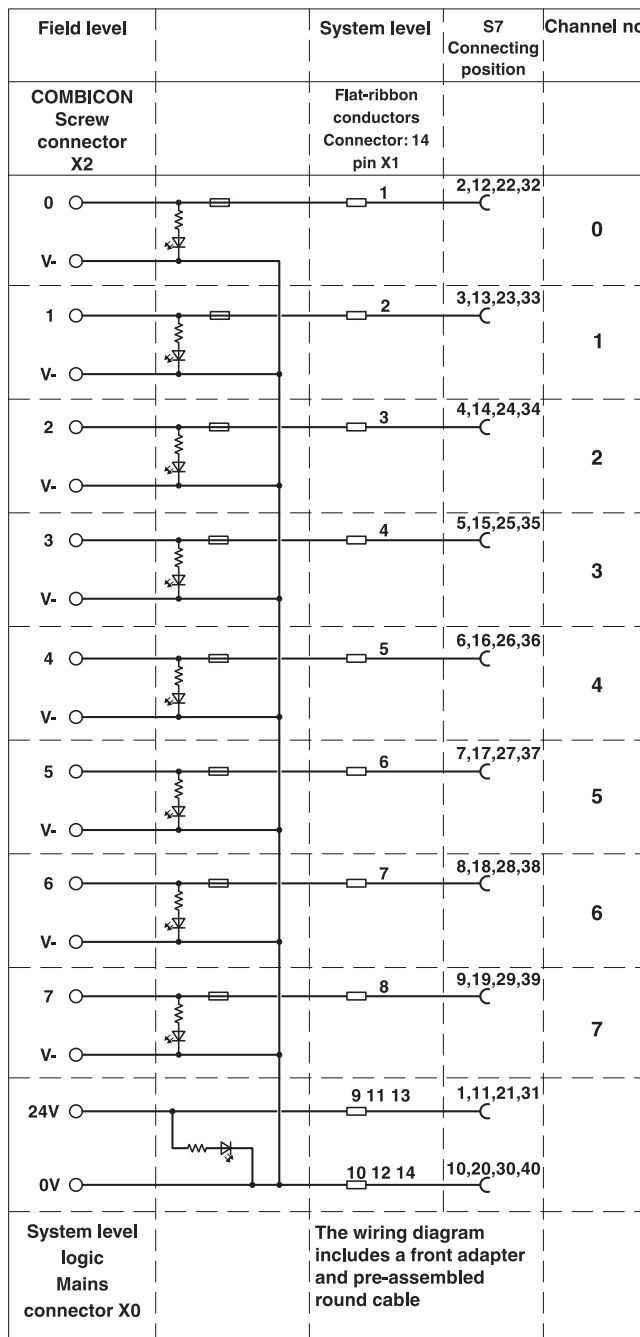 Field level
System level
S7
Connecting
position
Channel no
COMBICON
Screw
connector
X2
Flat-ribbon
conductors
Connector: 14
pin X1
0
1
2,12,22,32
0
V-
1
2
3,13,23,33
1
V-
2
3
4,14,24,34
2
V-
3
4
5,15,25,35
3
V-
4
5
6,16,26,36
4
V-
5
6
7,17,27,37
5
V-
6
7
8,18,28,38
6
V-
7
8
9,19,29,39
7
V-
24V
9 11 13
1,11,21,31
0V
10 12 14
10,20,30,40
System level
logic
Mains
connector X0
The wiring diagram
includes a front adapter
and pre-assembled
round cable